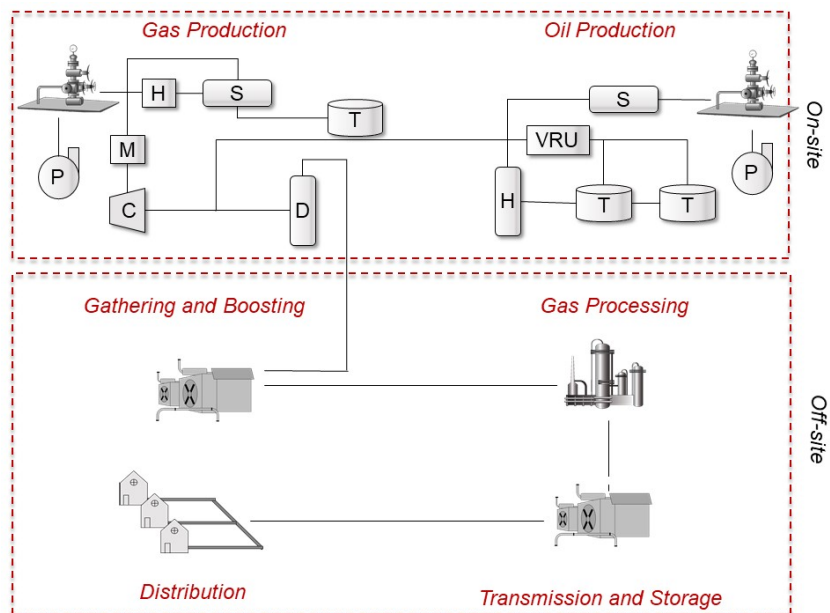 Gas Production
Oil Production
H
S
S
T
M
VRU
P
P
C
D
H
T
T
On-site
Gathering and Boosting
Gas Processing
Off-site
Distribution
Transmission and Storage